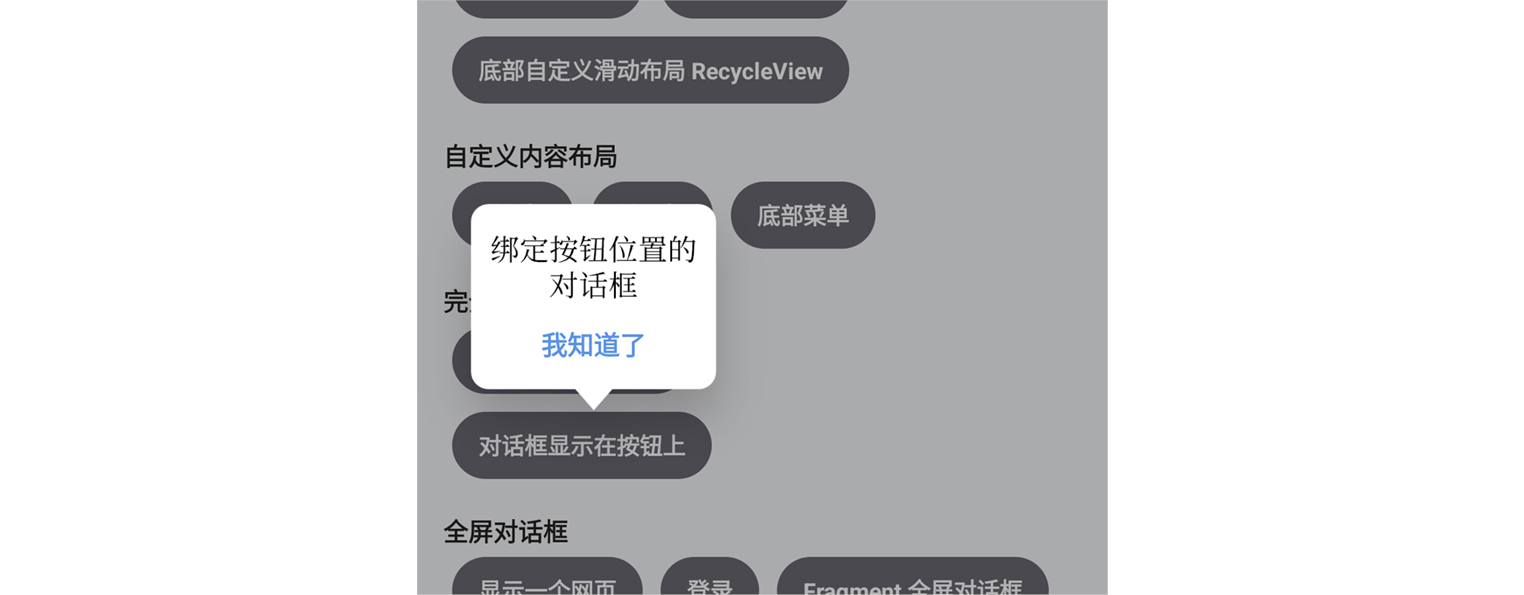 底部自定义滑动布局 RecycleView
自定义内容布局
底部菜单
绑定按钮位置的
对话框
完
我知道了
对话框显示在按钮上
全屏对话框
显示一个网页 登录 Fragment 全屏对话框